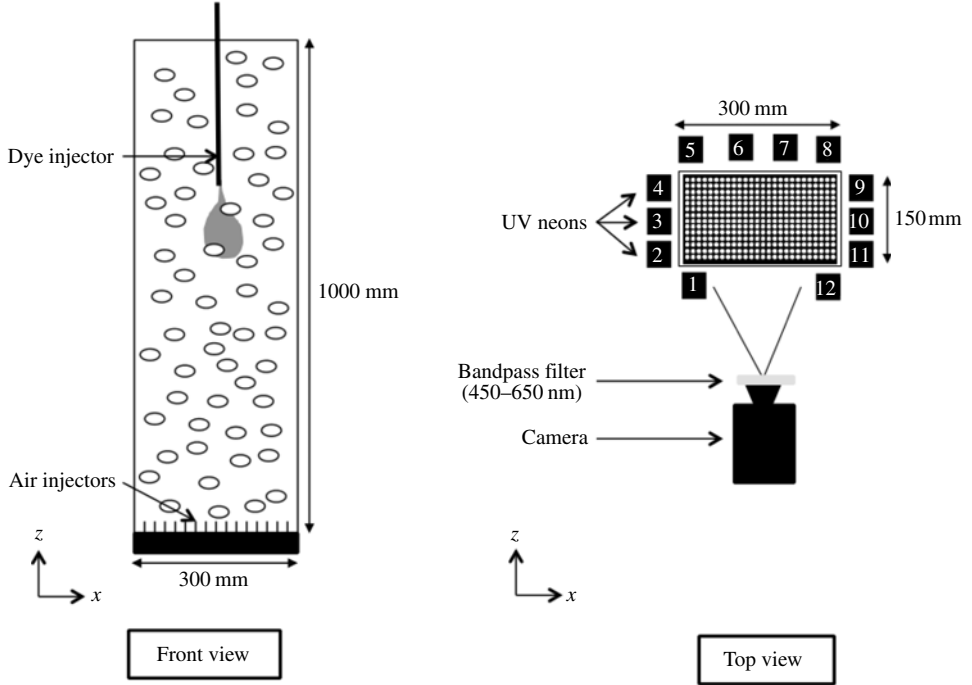 Dye injector
1000 mm
Air injectors
300 mm
z
x
Front view
300 mm
5 6 7 8
4 9
3 10
2 11
1 12
UV neons
150 mm
Bandpass filter
(450–650 nm)
Camera
z
x
Top view